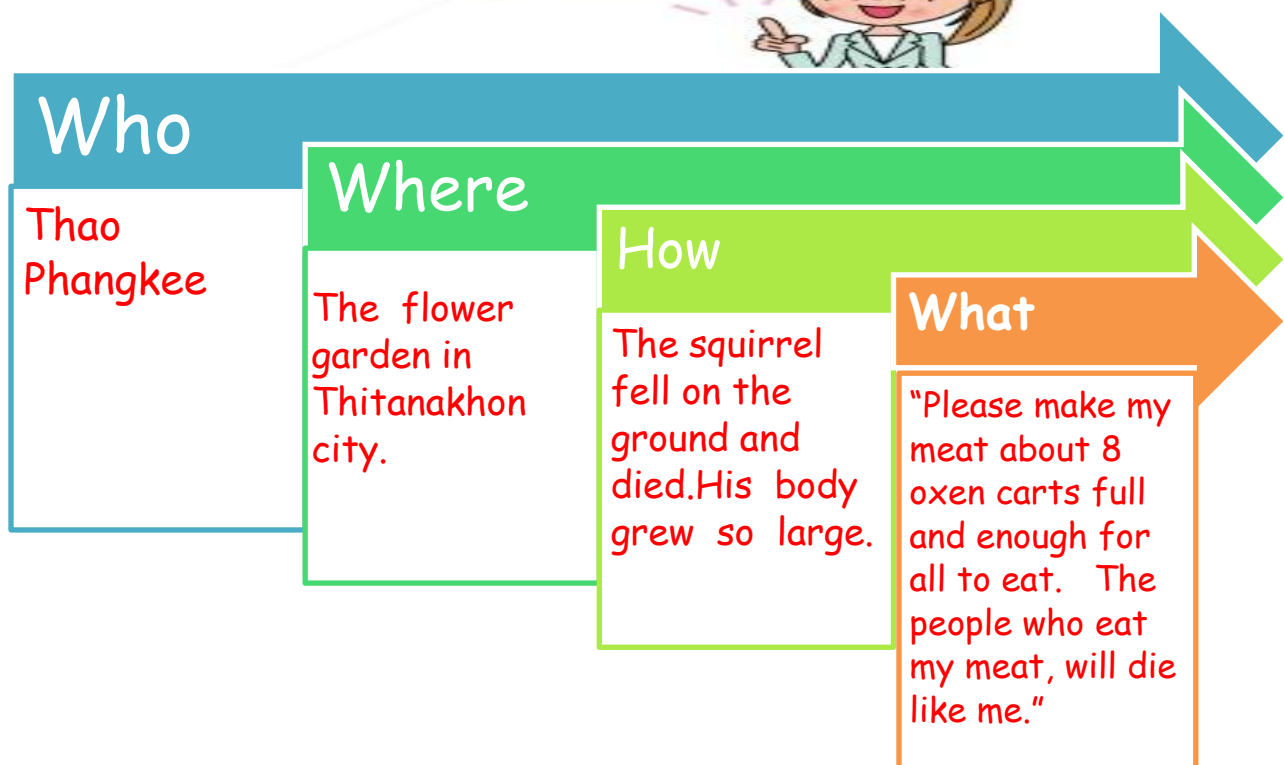 Who
Thao
Phangkee
Where
The flower
garden in
Thitanakhon
city.
How
The squirrel
fell on the
ground and
died.His body
grew so large.
What
“Please make my
meat about 8
oxen carts full
and enough for
all to eat. The
people who eat
my meat, will die
like me.”